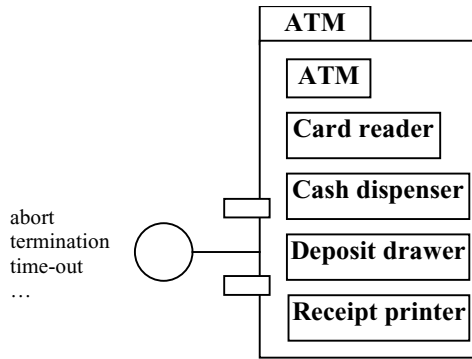 ATM
ATM
Card reader
Cash dispenser
abort
termination
time-out
…
Deposit drawer
Receipt printer